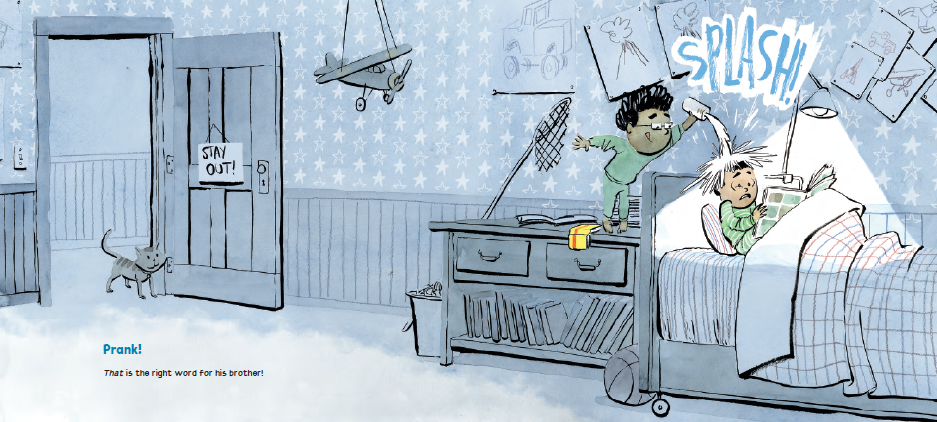 SPLASH!
STAY
OUT!
Prank!
That is the right word for his brother!